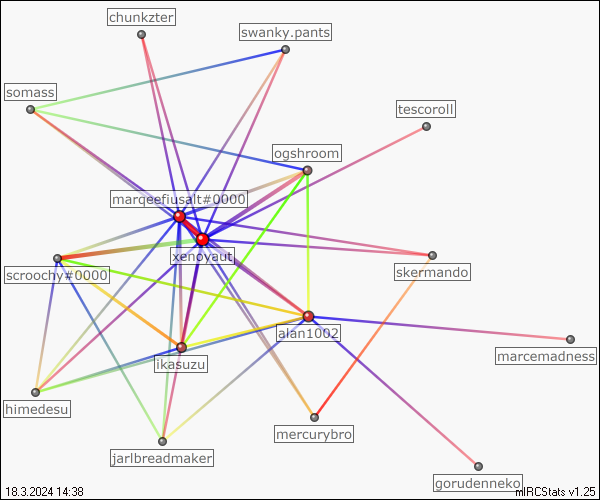 chunkzter
swanky.pants
somass
tescoroll
ogshroom
marqeefiusalt#0000
xenoyaut
skermando
scroochy#0000
alan1002
marcemadness
ikasuzu
himedesu
mercurybro
jarlbreadmaker
gorudenneko
18.3.2024 14:38
mIRCStats v1.25